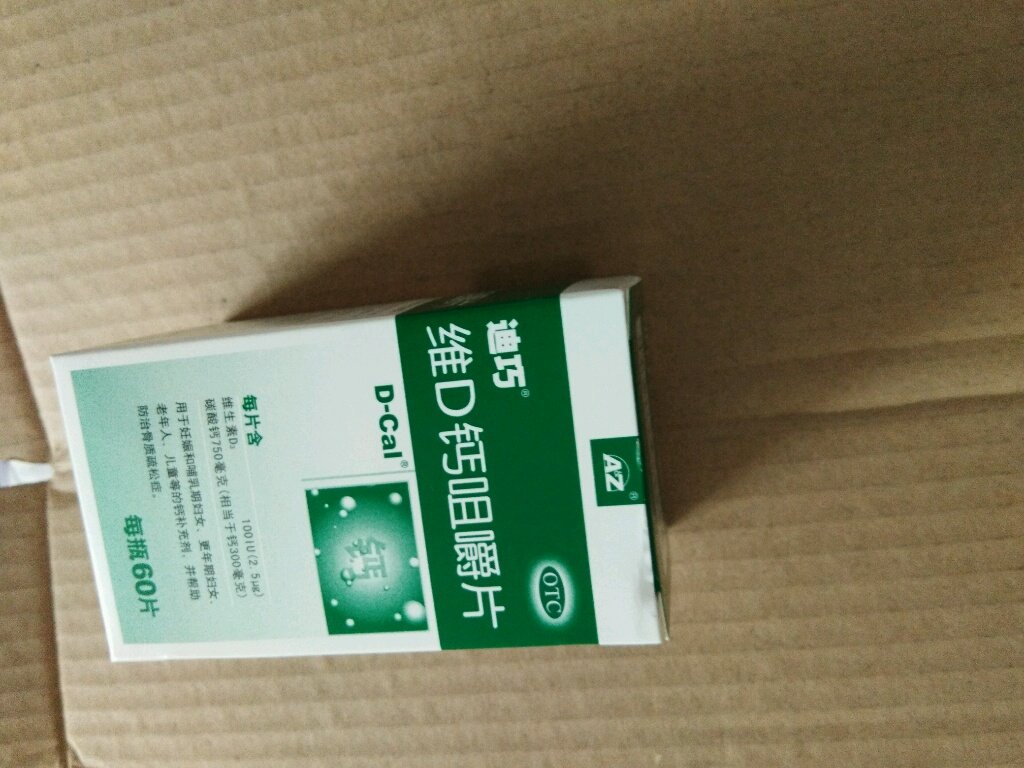 A&Z®
OTC
迪巧®
维D钙咀嚼片
D-Cal®
钙
每片含
维生素D₃ 100IU(2.5μg)
碳酸钙750毫克(相当于钙300毫克)
用于妊娠和哺乳期妇女、更年期妇女、
老年人、儿童等的钙补充剂，并帮助
防治骨质疏松症。
每瓶60片